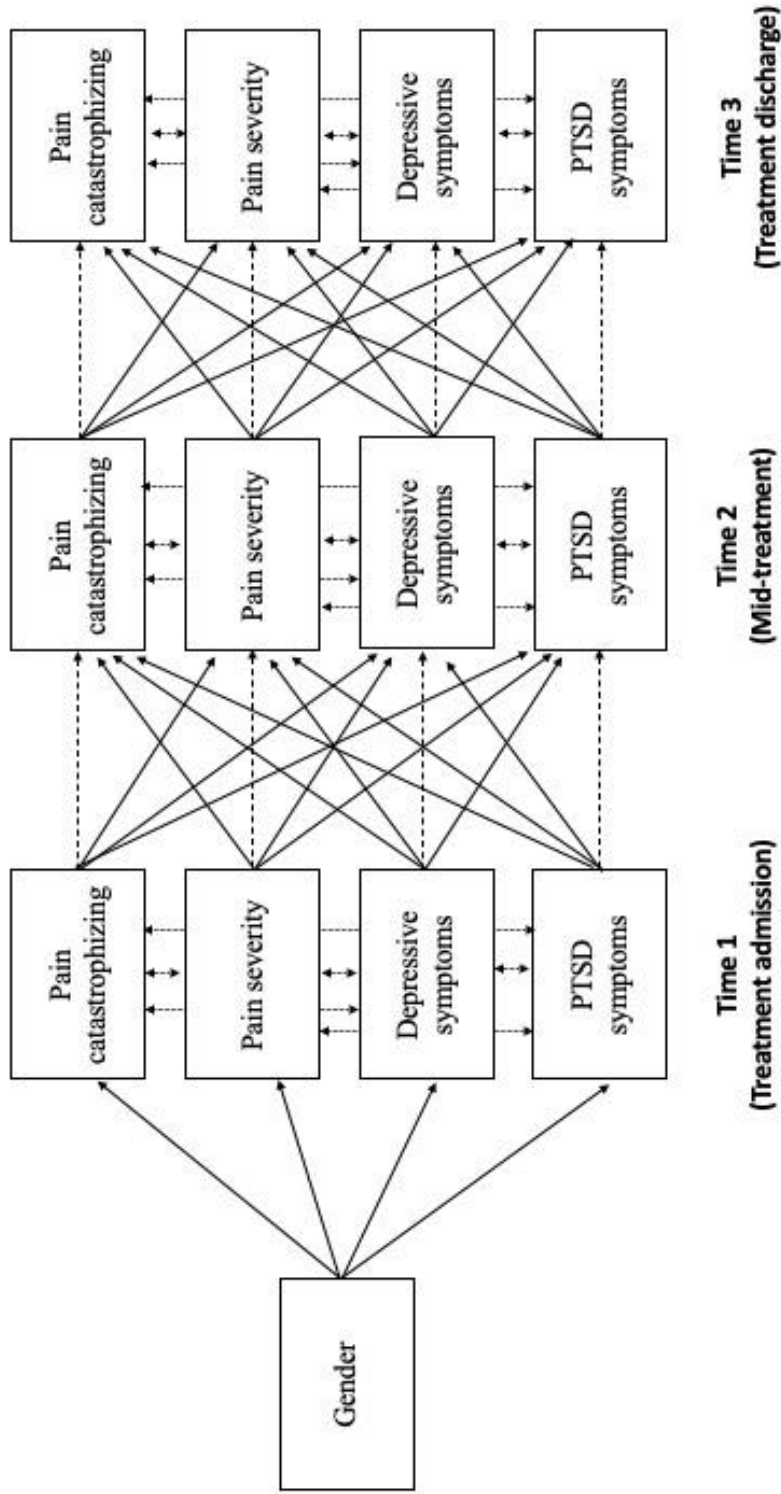 Gender
Pain
catastrophizing
Pain severity
Depressive
symptoms
PTSD
symptoms
Time 1
(Treatment admission)
Pain
catastrophizing
Pain severity
Depressive
symptoms
PTSD
symptoms
Time 2
(Mid-treatment)
Pain
catastrophizing
Pain severity
Depressive
symptoms
PTSD
symptoms
Time 3
(Treatment discharge)